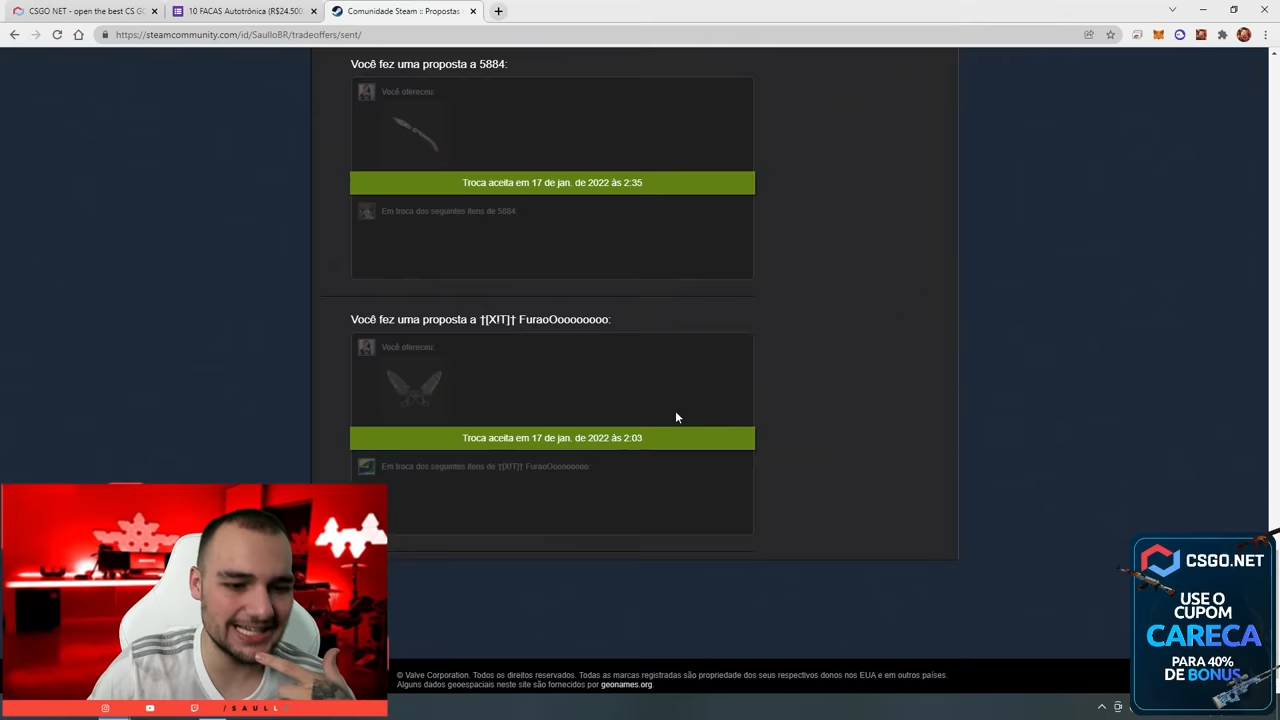 CSGO NET - open the best CS GC
10 FACAS Autotrônica (R$24.500,
Comunidade Steam :: Propostas
https://steamcommunity.com/id/SaulloBR/tradeoffers/sent/
Você fez uma proposta a 5884:
Você ofereceu:
Troca aceita em 17 de jan. de 2022 às 2:35
Em troca dos seguintes itens de 5884:
Você fez uma proposta a †[X!T]† FuraoOoooooooo:
Você ofereceu:
Troca aceita em 17 de jan. de 2022 às 2:03
Em troca dos seguintes itens de †[X!T]† FuraoOoooooooo:
CSGO.NET
USE O
CUPOM
CARECA
PARA 40%
DE BONUS
© Valve Corporation. Todos os direitos reservados. Todas as marcas registradas são propriedade dos seus respectivos donos nos EUA e em outros países.
Alguns dados geoespaciais neste site são fornecidos por geonames.org.
/SAULL